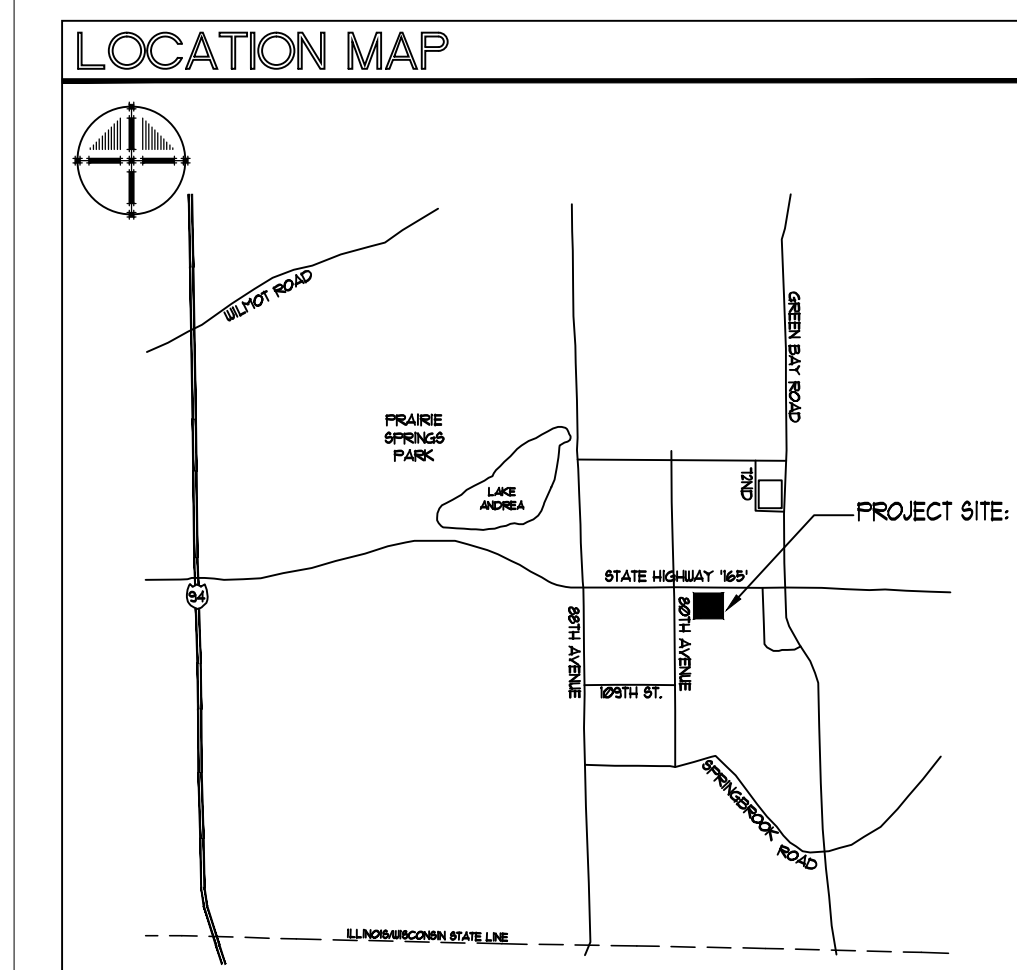 LOCATION MAP
WILMOT ROAD
GREEN BAY ROAD
PRAIRIE
SPRINGS
PARK
LAKE
ANDREA
72ND
PROJECT SITE:
STATE HIGHWAY '165'
94
88TH AVENUE
80TH AVENUE
109TH ST.
SPRINGBROOK
ROAD
ILLINOIS/WISCONSIN STATE LINE